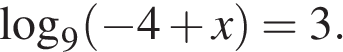 log₉(−4 + x) = 3.